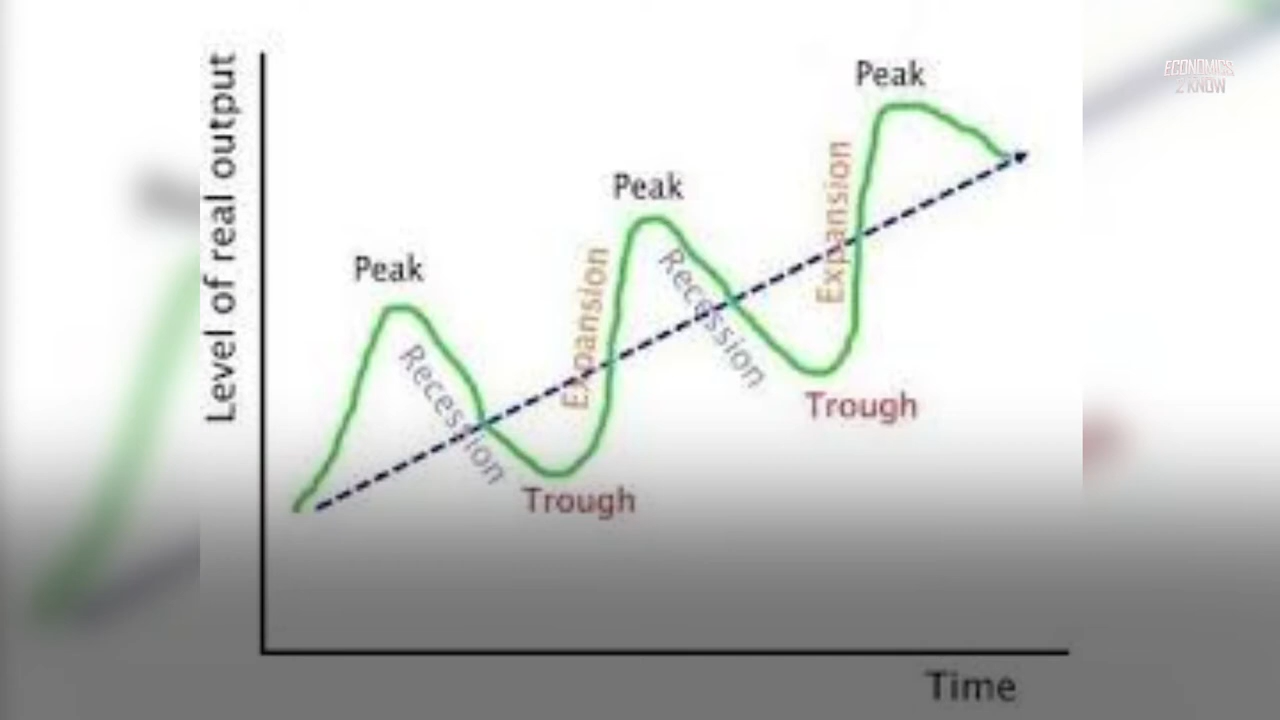 ECONOMICS
2 KNOW
Peak
Peak
Peak
Level of real output
Recession
Expansion
Recession
Expansion
Trough
Trough
Time